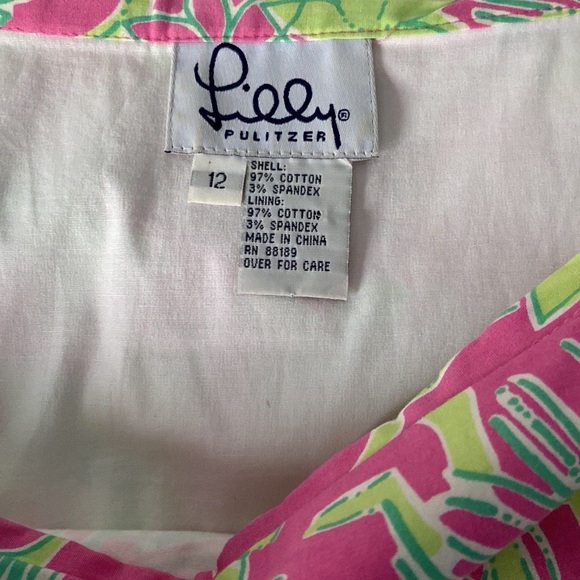 Lilly®
PULITZER
12
SHELL:
97% COTTON
3% SPANDEX
LINING:
97% COTTON
3% SPANDEX
MADE IN CHINA
RN 88189
OVER FOR CARE